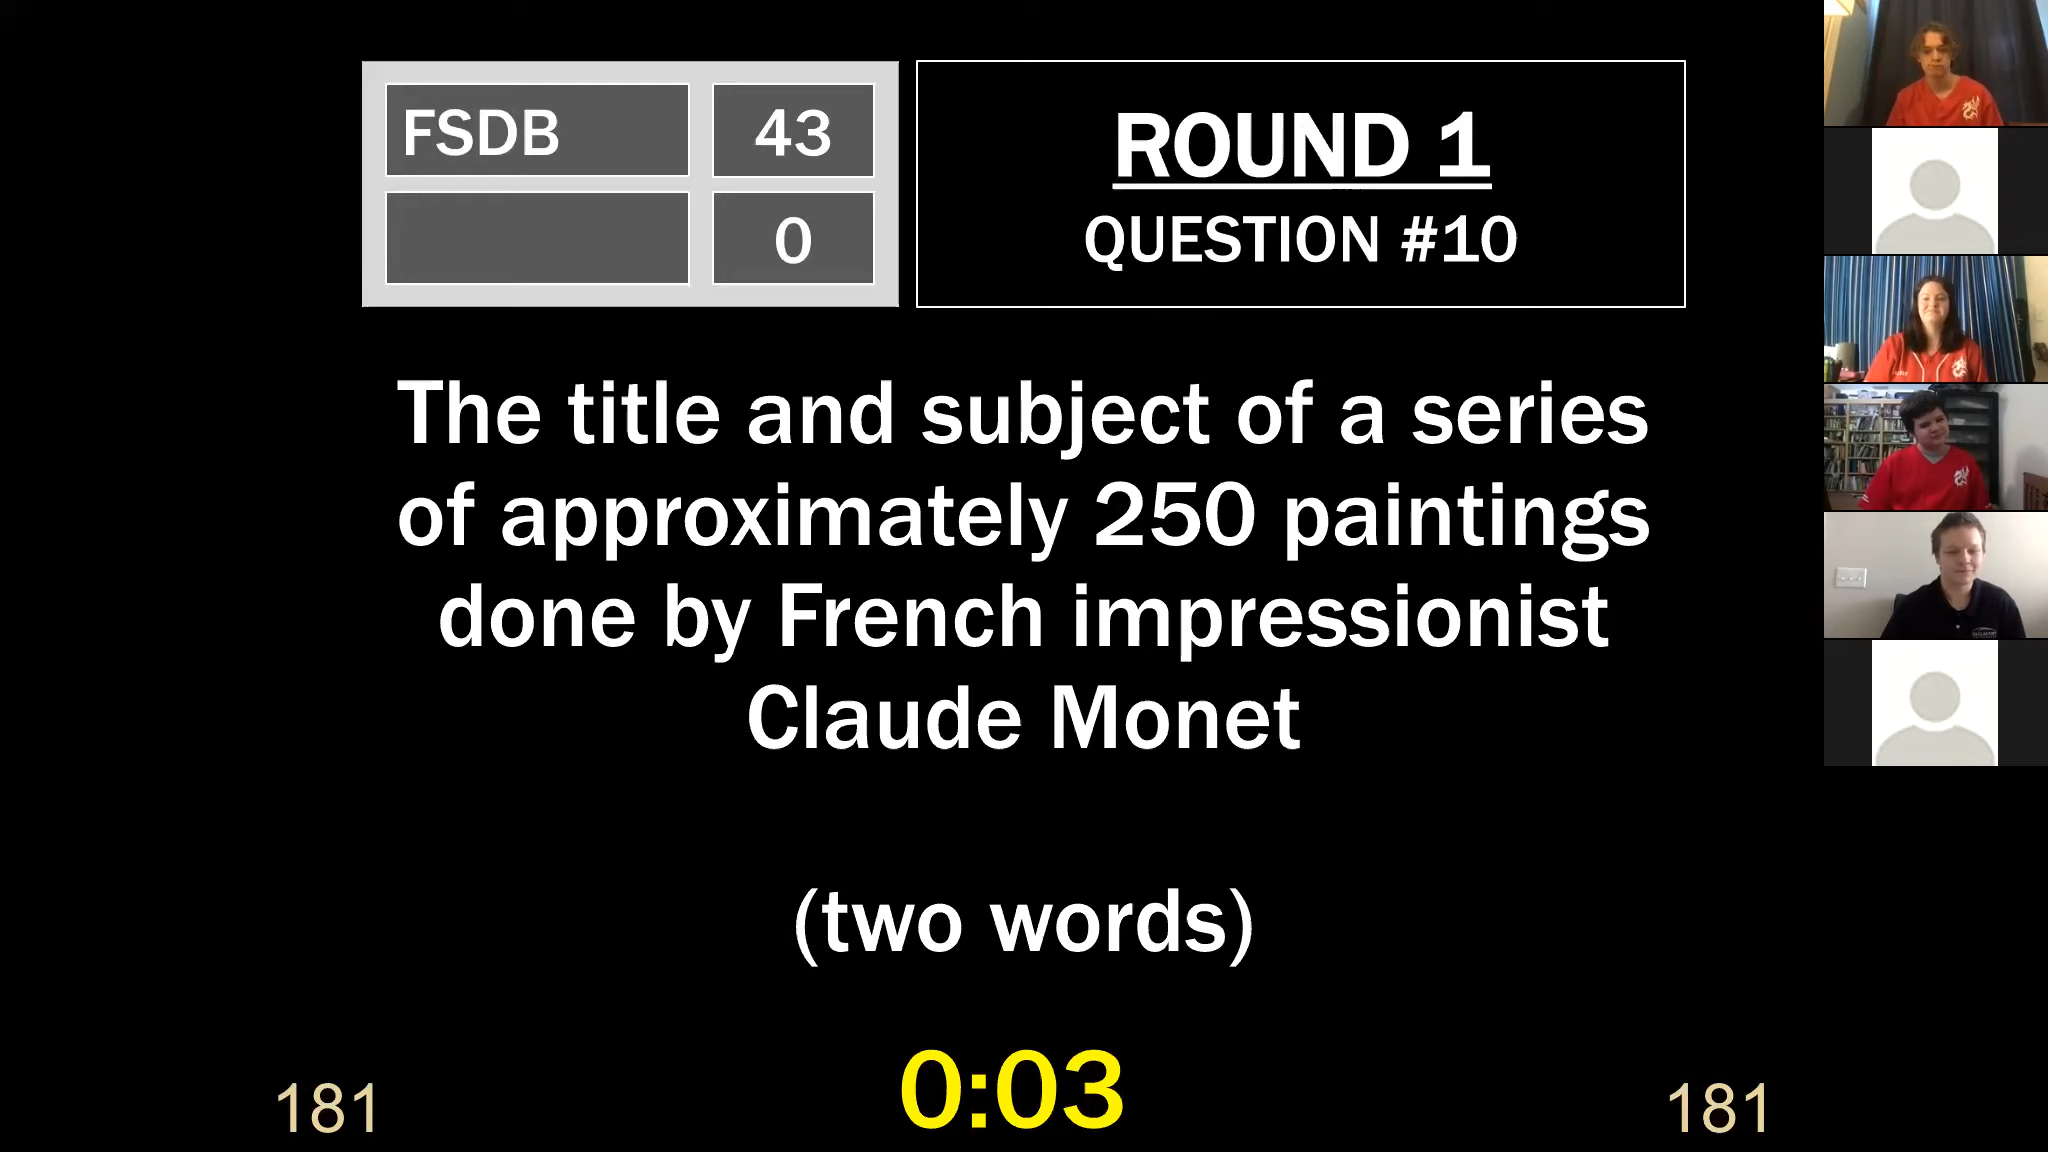 FSDB
43
0
ROUND 1
QUESTION #10
The title and subject of a series
of approximately 250 paintings
done by French impressionist
Claude Monet
(two words)
0:03
181
181